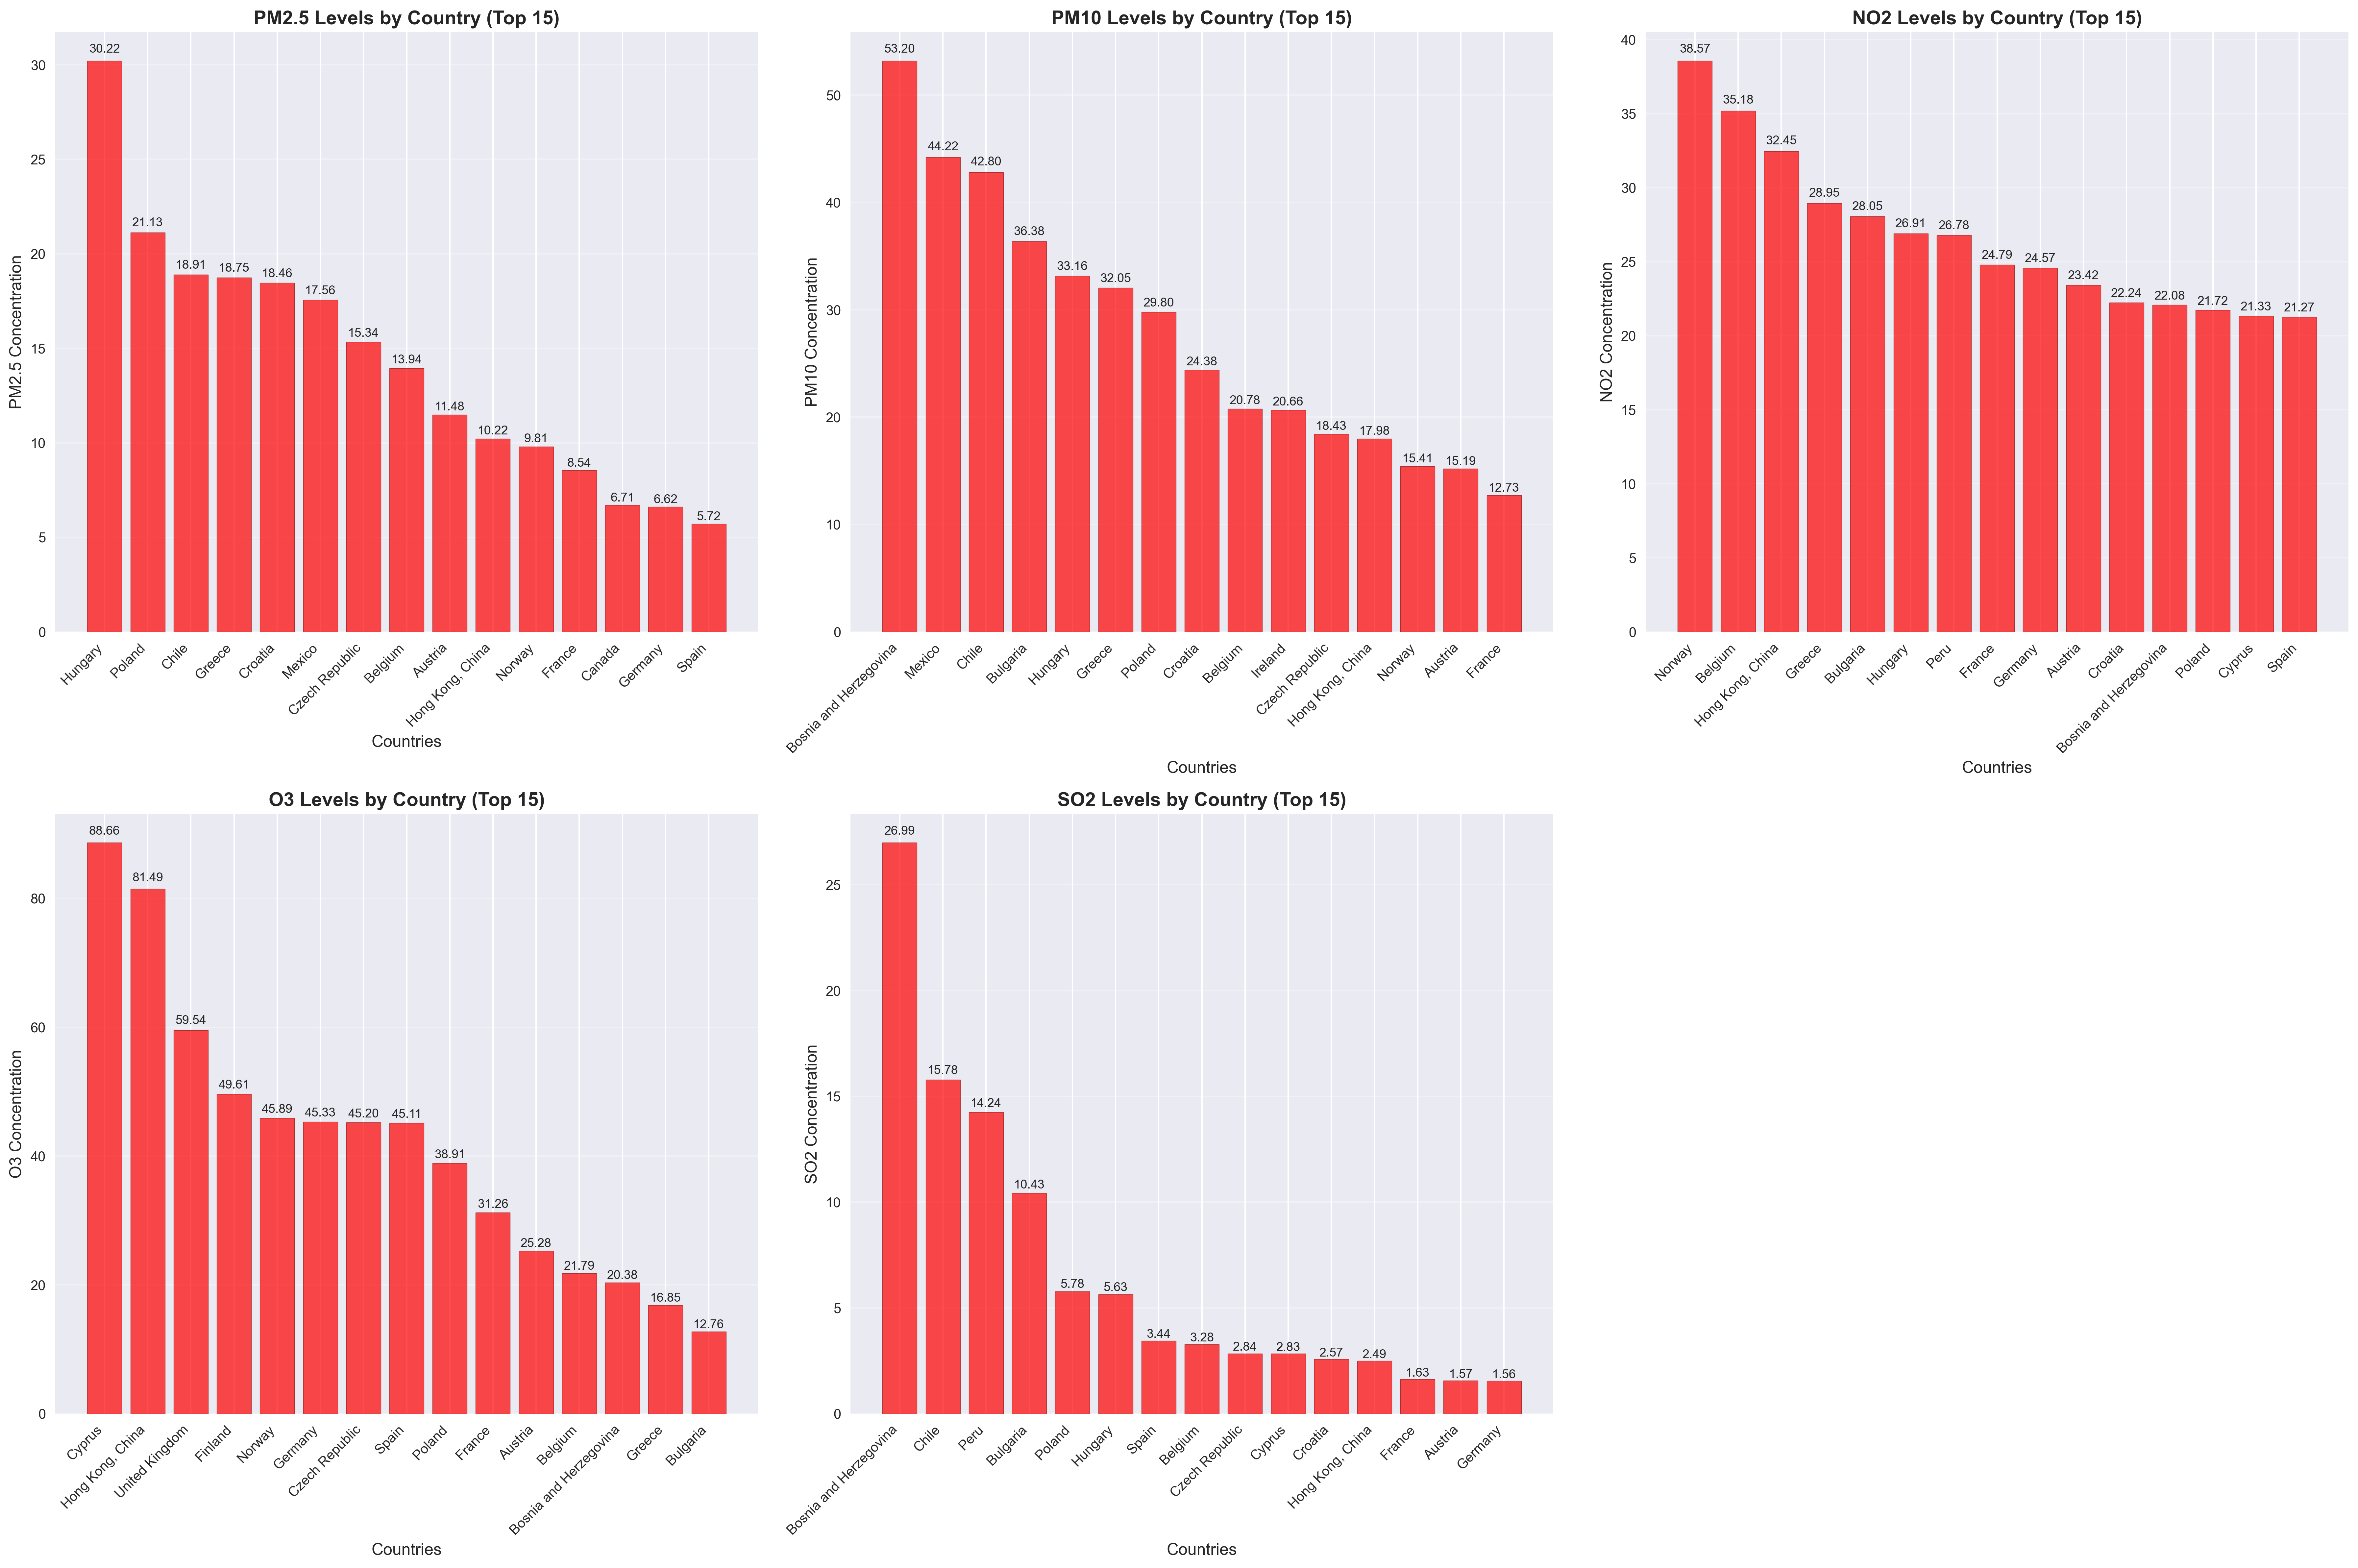 PM2.5 Levels by Country (Top 15)
PM2.5 Concentration
30
25
20
15
10
5
0
30.22
21.13
18.91
18.75
18.46
17.56
15.34
13.94
11.48
10.22
9.81
8.54
6.71
6.62
5.72
Hungary
Poland
Chile
Greece
Croatia
Mexico
Czech Republic
Belgium
Austria
Hong Kong, China
Norway
France
Canada
Germany
Spain
Countries
PM10 Levels by Country (Top 15)
PM10 Concentration
50
40
30
20
10
0
53.20
44.22
42.80
36.38
33.16
32.05
29.80
24.38
20.78
20.66
18.43
17.98
15.41
15.19
12.73
Bosnia and Herzegovina
Mexico
Chile
Bulgaria
Hungary
Greece
Poland
Croatia
Belgium
Ireland
Czech Republic
Hong Kong, China
Norway
Austria
France
Countries
NO2 Levels by Country (Top 15)
NO2 Concentration
40
35
30
25
20
15
10
5
0
38.57
35.18
32.45
28.95
28.05
26.91
26.78
24.79
24.57
23.42
22.24
22.08
21.72
21.33
21.27
Norway
Belgium
Hong Kong, China
Greece
Bulgaria
Hungary
Peru
France
Germany
Austria
Croatia
Bosnia and Herzegovina
Poland
Cyprus
Spain
Countries
O3 Levels by Country (Top 15)
O3 Concentration
80
60
40
20
0
88.66
81.49
59.54
49.61
45.89
45.33
45.20
45.11
38.91
31.26
25.28
21.79
20.38
16.85
12.76
Cyprus
Hong Kong, China
United Kingdom
Finland
Norway
Germany
Czech Republic
Spain
Poland
France
Austria
Belgium
Bosnia and Herzegovina
Greece
Bulgaria
Countries
SO2 Levels by Country (Top 15)
SO2 Concentration
25
20
15
10
5
0
26.99
15.78
14.24
10.43
5.78
5.63
3.44
3.28
2.84
2.83
2.57
2.49
1.63
1.57
1.56
Bosnia and Herzegovina
Chile
Peru
Bulgaria
Poland
Hungary
Spain
Belgium
Czech Republic
Cyprus
Croatia
Hong Kong, China
France
Austria
Germany
Countries